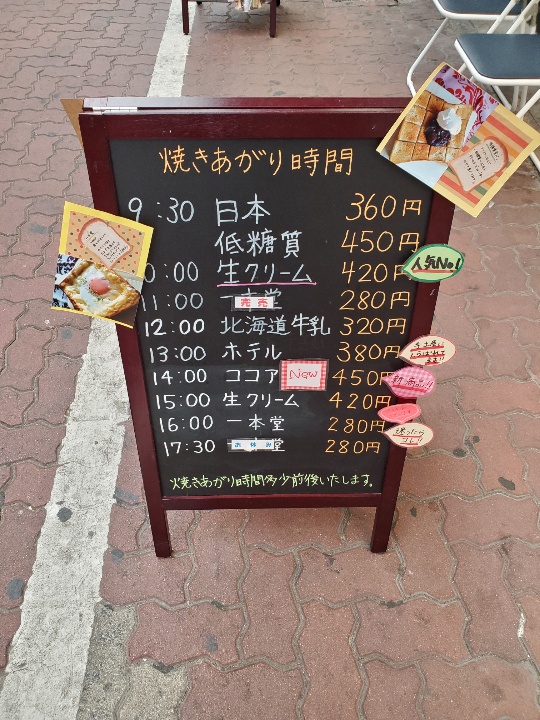 焼きあがり時間
9:30 日本 360円
低糖質 450円
0:00 生クリーム 420円
人気No.1
11:00 完売 280円
12:00 北海道牛乳 320円
13:00 ホテル 380円
14:00 ココア New 450円
15:00 生クリーム 420円
16:00 一本堂 280円
17:30 お休み 堂 280円
焼きあがり時間多少前後いたします。